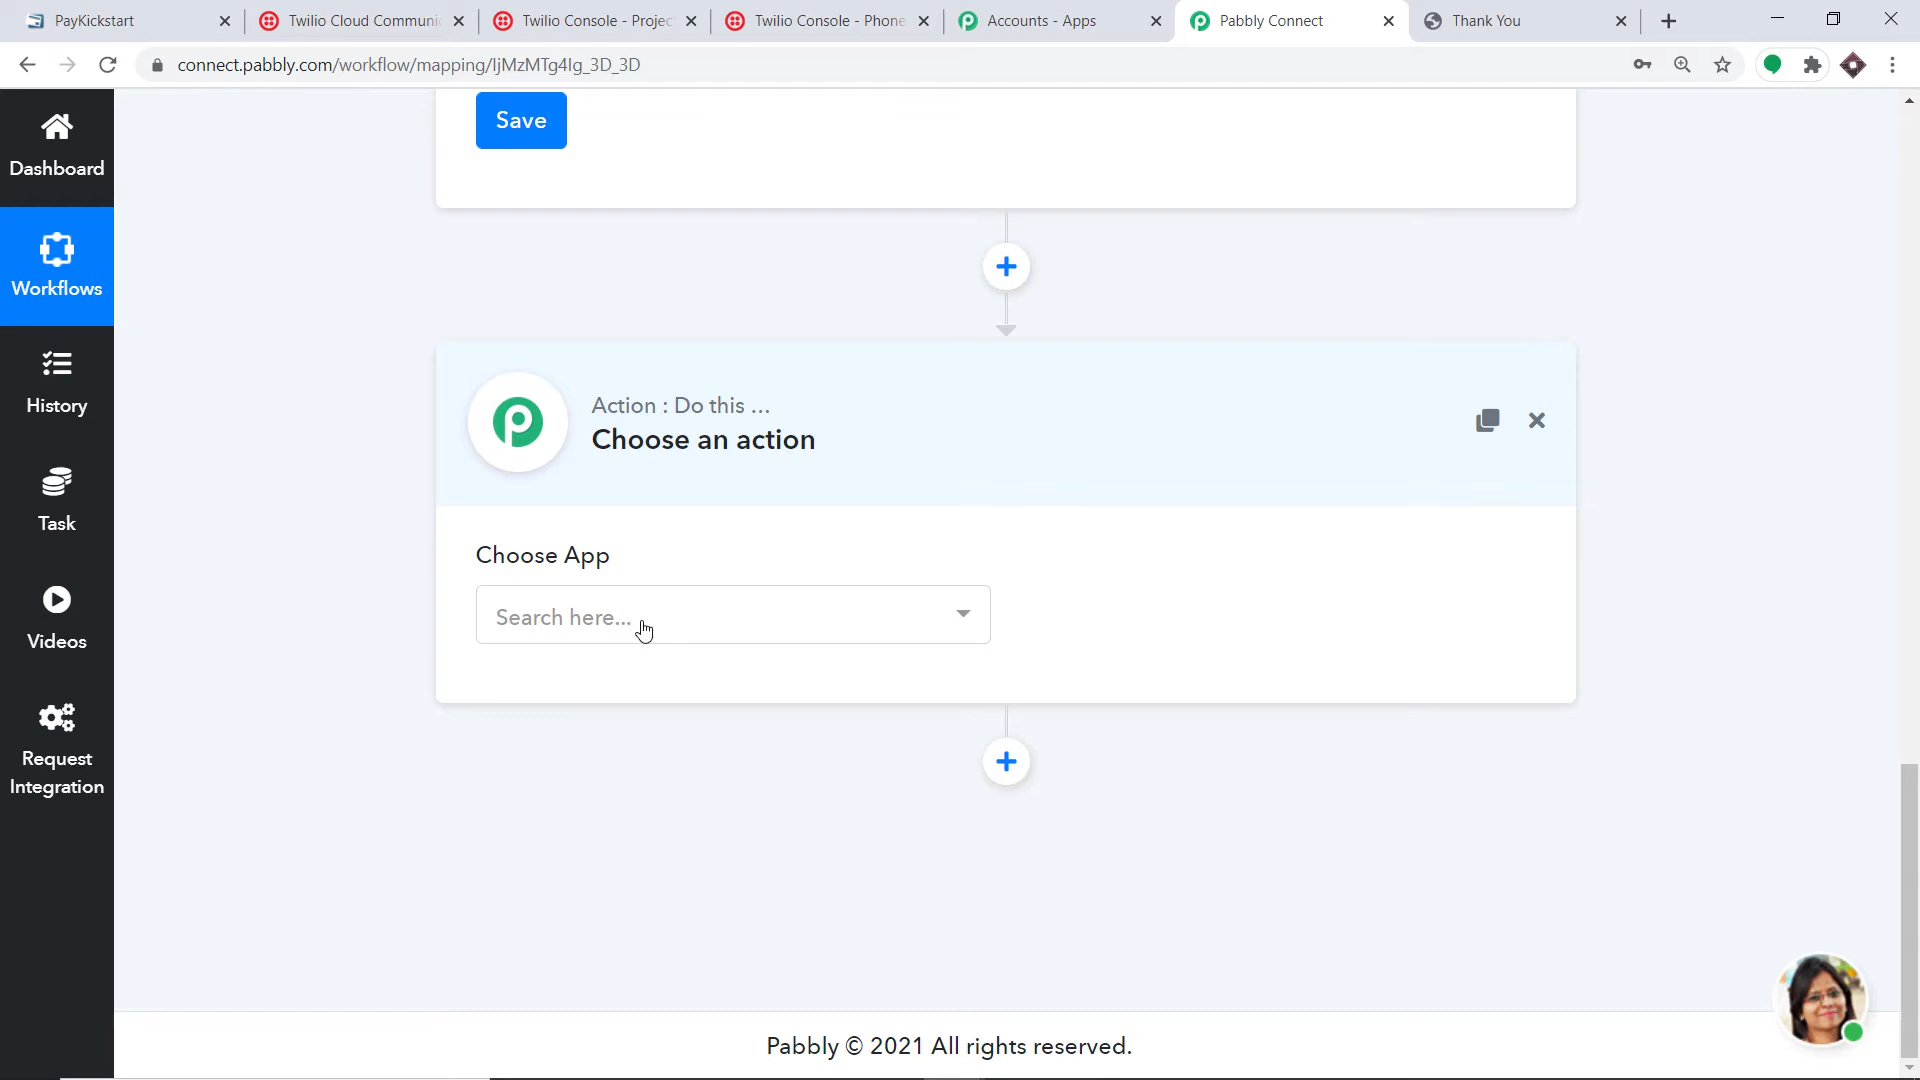 PayKickstart
Twilio Cloud Communic
Twilio Console - Projec
Twilio Console - Phone
Accounts - Apps
Pabbly Connect
Thank You
connect.pabbly.com/workflow/mapping/IjMzMTg4Ig_3D_3D
Dashboard
Workflows
History
Task
Videos
Request
Integration
Save
Action : Do this ...
Choose an action
Choose App
Search here...
Pabbly © 2021 All rights reserved.